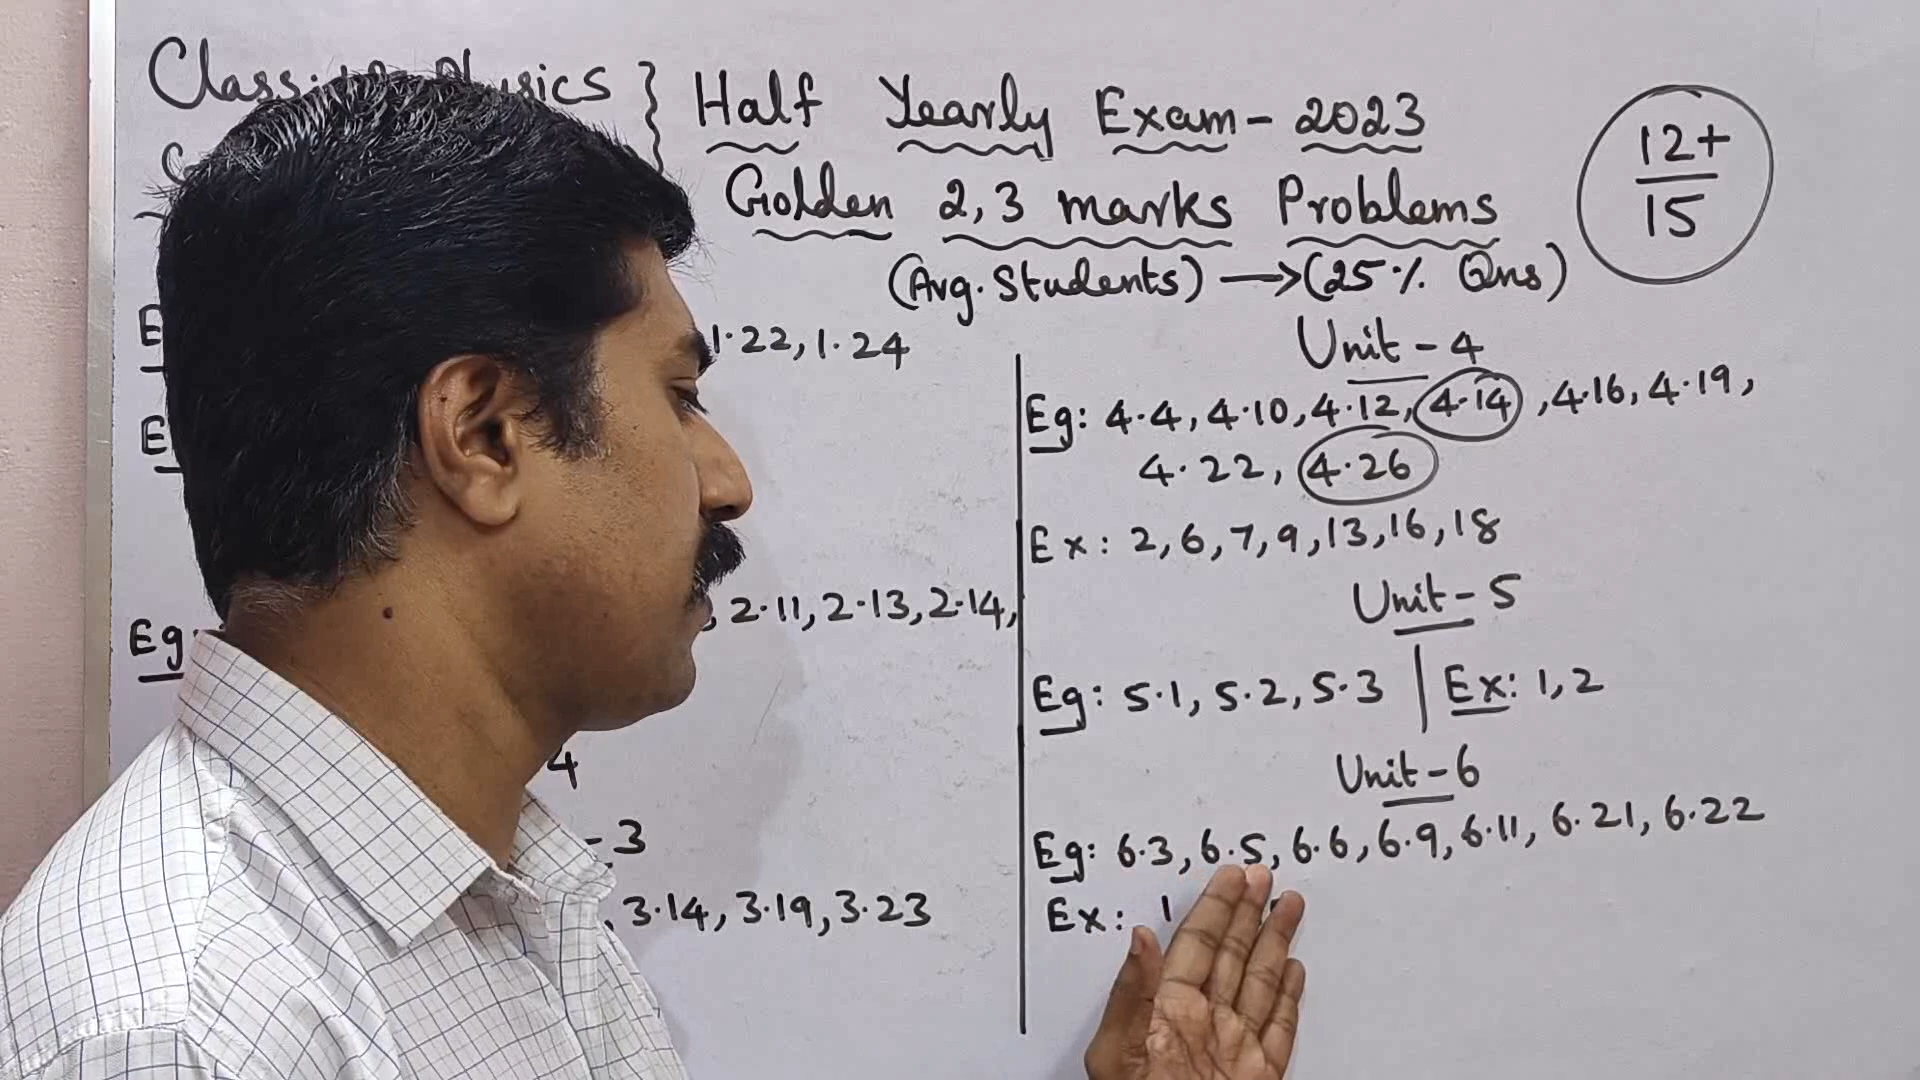 Class: Physics } Half Yearly Exam - 2023
Golden 2,3 marks Problems
(Avg. Students) → (25% Qns)
12+
15
1.22, 1.24
Eg:
, 2.11, 2.13, 2.14,
4
- 3
, 3.14, 3.19, 3.23
Unit - 4
Eg: 4.4, 4.10, 4.12, 4.14, 4.16, 4.19,
4.22, 4.26
Ex: 2, 6, 7, 9, 13, 16, 18
Unit - 5
Eg: 5.1, 5.2, 5.3 | Ex: 1, 2
Unit - 6
Eg: 6.3, 6.5, 6.6, 6.9, 6.11, 6.21, 6.22
Ex: 1